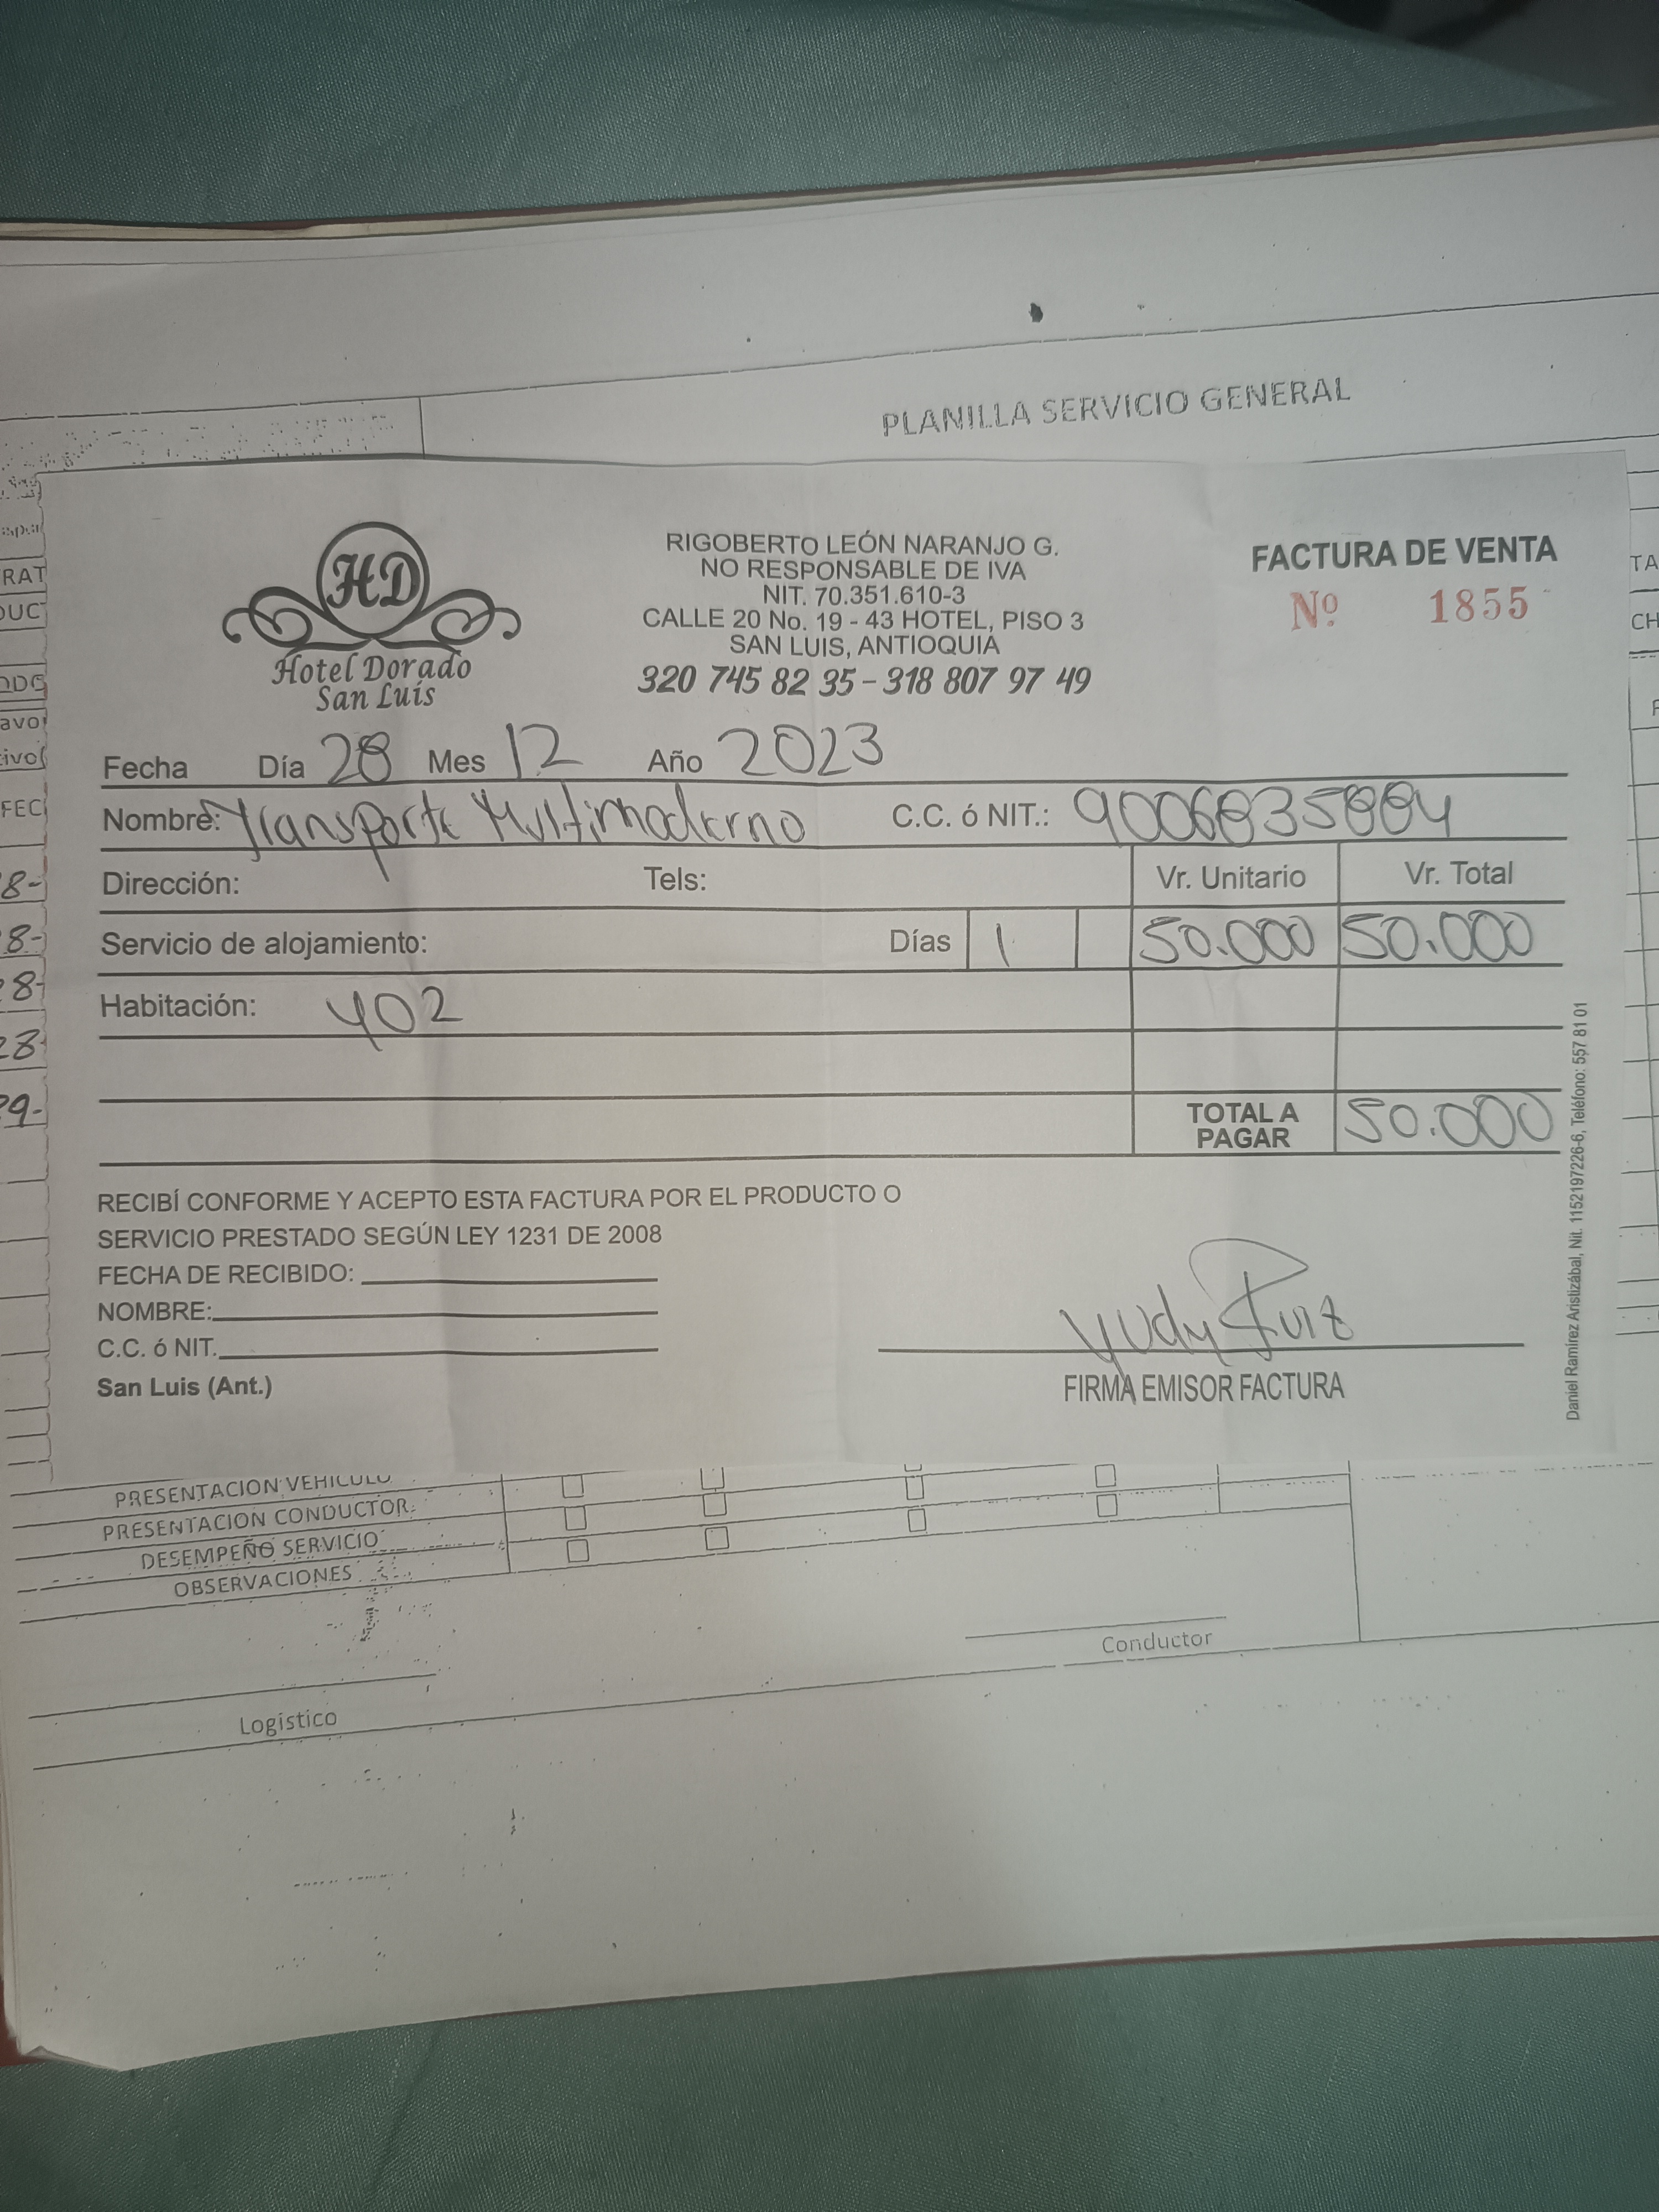 PLANILLA SERVICIO GENERAL
HD
Hotel Dorado
San Luis
RIGOBERTO LEÓN NARANJO G.
NO RESPONSABLE DE IVA
NIT. 70.351.610-3
CALLE 20 No. 19 - 43 HOTEL, PISO 3
SAN LUIS, ANTIOQUIA
320 745 82 35 - 318 807 97 49
FACTURA DE VENTA
Nº 1855
Fecha Día 28 Mes 12 Año 2023
Nombre: Transporte Multimoderno C.C. ó NIT.: 9006835884
Dirección: Tels: Vr. Unitario Vr. Total
Servicio de alojamiento: Días 1 50.000 50.000
Habitación: 402
TOTAL A
PAGAR 50.000
RECIBÍ CONFORME Y ACEPTO ESTA FACTURA POR EL PRODUCTO O
SERVICIO PRESTADO SEGÚN LEY 1231 DE 2008
FECHA DE RECIBIDO:
NOMBRE:
C.C. ó NIT.
San Luis (Ant.)
Yudy Ruiz
FIRMA EMISOR FACTURA
Daniel Ramírez Aristizábal, Nit. 1152197226-6, Teléfono: 557 81 01
PRESENTACION VEHICULO
PRESENTACION CONDUCTOR
DESEMPEÑO SERVICIO
OBSERVACIONES
Conductor
Logístico